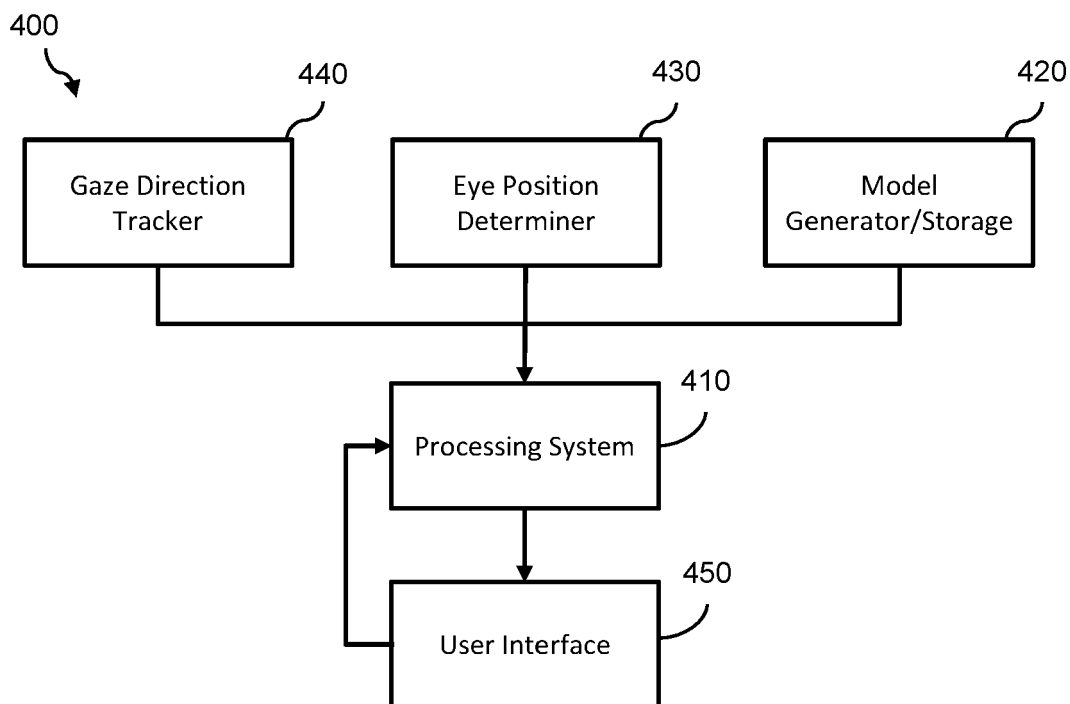 400
440
430
420
Gaze Direction
Tracker
Eye Position
Determiner
Model
Generator/Storage
410
Processing System
450
User Interface